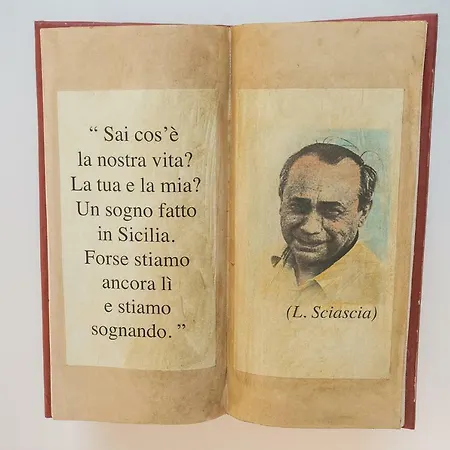 “ Sai cos’è
la nostra vita?
La tua e la mia?
Un sogno fatto
in Sicilia.
Forse stiamo
ancora lì
e stiamo
sognando. ”
(L. Sciascia)